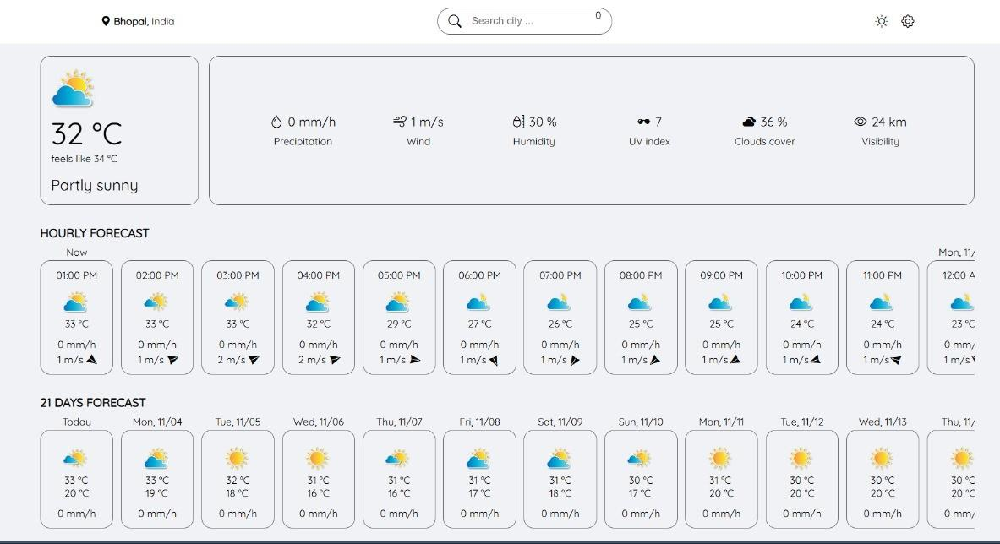 Bhopal, India
Search city ...
0
32 °C
feels like 34 °C
Partly sunny
0 mm/h
Precipitation
1 m/s
Wind
30 %
Humidity
7
UV index
36 %
Clouds cover
24 km
Visibility
HOURLY FORECAST
Now Mon, 11/
01:00 PM 02:00 PM 03:00 PM 04:00 PM 05:00 PM 06:00 PM 07:00 PM 08:00 PM 09:00 PM 10:00 PM 11:00 PM 12:00 A
33 °C 33 °C 33 °C 32 °C 29 °C 27 °C 26 °C 25 °C 25 °C 24 °C 24 °C 23 °C
0 mm/h 0 mm/h 0 mm/h 0 mm/h 0 mm/h 0 mm/h 0 mm/h 0 mm/h 0 mm/h 0 mm/h 0 mm/h 0 mm/
1 m/s 1 m/s 2 m/s 2 m/s 1 m/s 1 m/s 1 m/s 1 m/s 1 m/s 1 m/s 1 m/s 1 m/s
21 DAYS FORECAST
Today Mon, 11/04 Tue, 11/05 Wed, 11/06 Thu, 11/07 Fri, 11/08 Sat, 11/09 Sun, 11/10 Mon, 11/11 Tue, 11/12 Wed, 11/13 Thu, 11/
33 °C 33 °C 32 °C 31 °C 31 °C 31 °C 31 °C 30 °C 31 °C 30 °C 30 °C 30 °C
20 °C 19 °C 18 °C 16 °C 16 °C 17 °C 18 °C 17 °C 20 °C 20 °C 20 °C 20 °C
0 mm/h 0 mm/h 0 mm/h 0 mm/h 0 mm/h 0 mm/h 0 mm/h 0 mm/h 0 mm/h 0 mm/h 0 mm/h 0 mm/